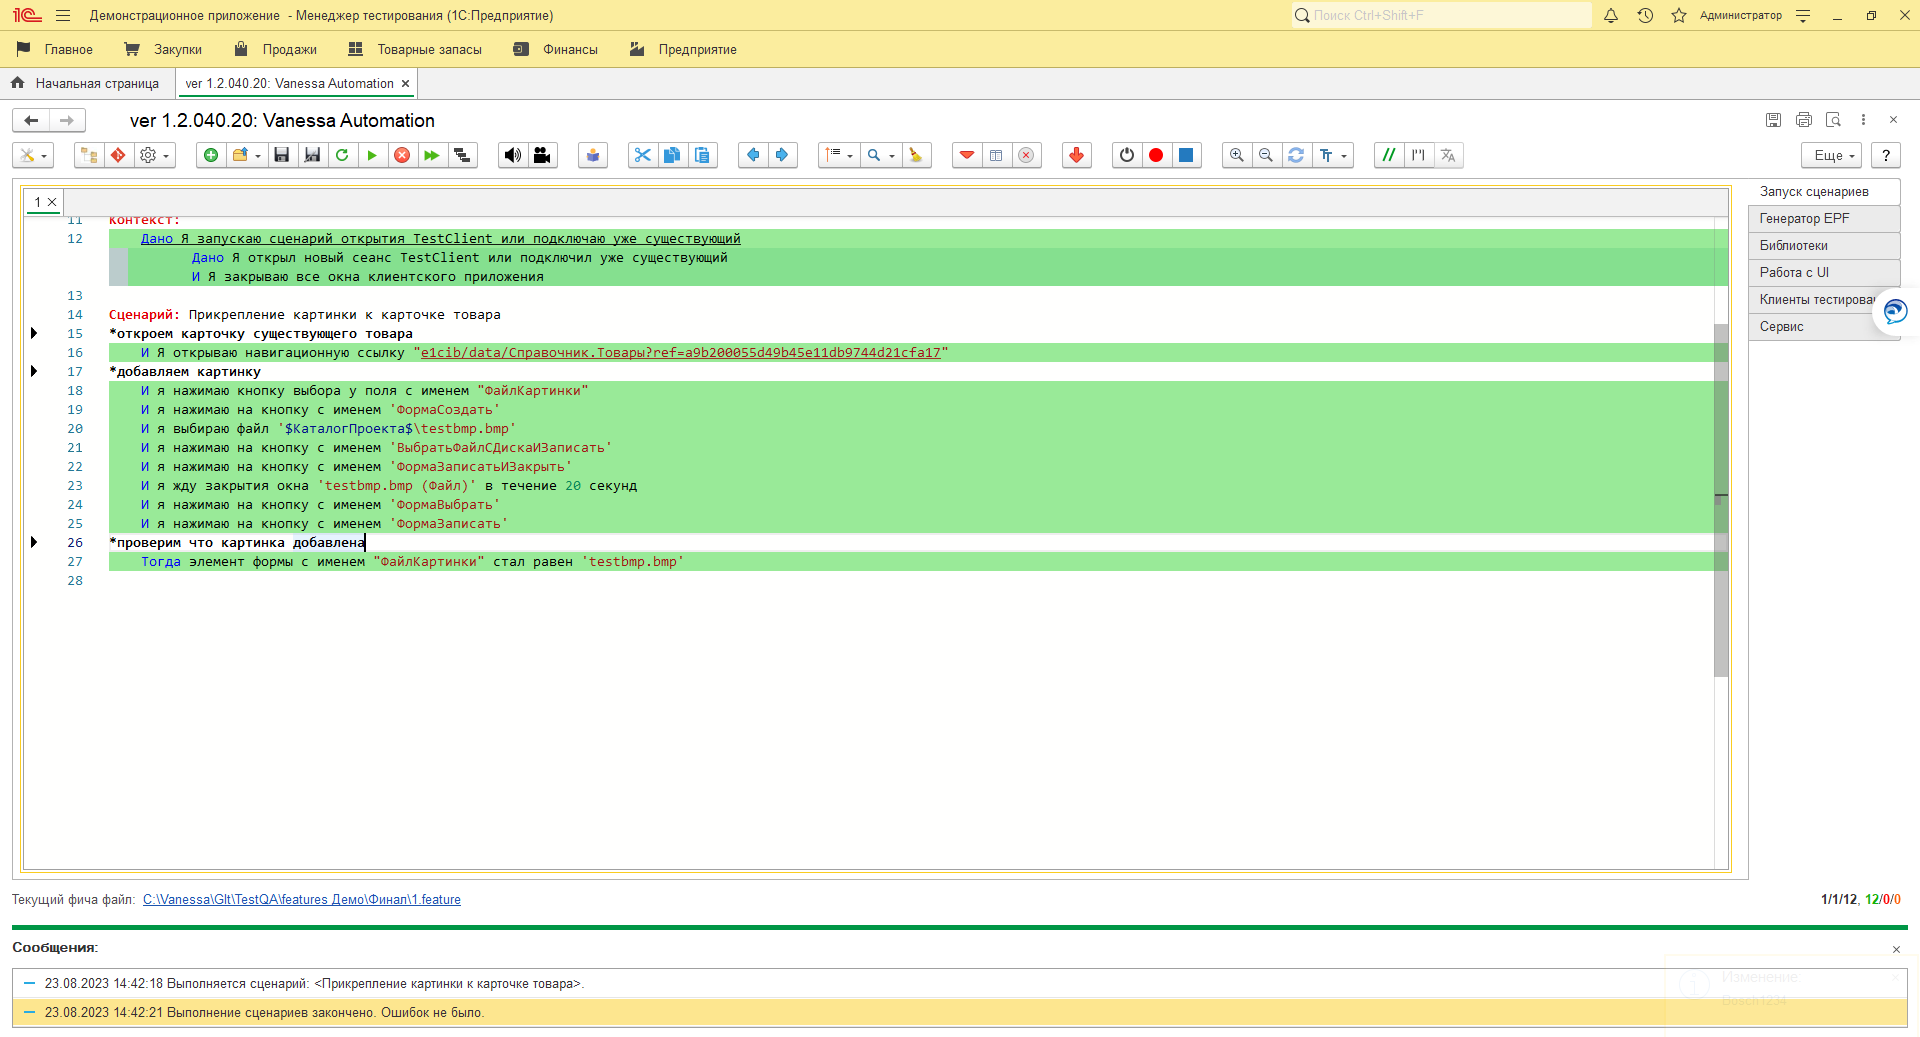 Демонстрационное приложение - Менеджер тестирования (1С:Предприятие)
Поиск Ctrl+Shift+F
Администратор
Главное
Закупки
Продажи
Товарные запасы
Финансы
Предприятие
Начальная страница
ver 1.2.040.20: Vanessa Automation
ver 1.2.040.20: Vanessa Automation
Еще
?
1
Запуск сценариев
Генератор EPF
Библиотеки
Работа с UI
Клиенты тестирова
Сервис
11 Контекст:
12 Дано Я запускаю сценарий открытия TestClient или подключаю уже существующий
Дано Я открыл новый сеанс TestClient или подключил уже существующий
И Я закрываю все окна клиентского приложения
13
14 Сценарий: Прикрепление картинки к карточке товара
15 *откроем карточку существующего товара
16 И Я открываю навигационную ссылку "e1cib/data/Справочник.Товары?ref=a9b200055d49b45e11db9744d21cfa17"
17 *добавляем картинку
18 И я нажимаю кнопку выбора у поля с именем "ФайлКартинки"
19 И я нажимаю на кнопку с именем 'ФормаСоздать'
20 И я выбираю файл '$КаталогПроекта$\testbmp.bmp'
21 И я нажимаю на кнопку с именем 'ВыбратьФайлСДискаИЗаписать'
22 И я нажимаю на кнопку с именем 'ФормаЗаписатьИЗакрыть'
23 И я жду закрытия окна 'testbmp.bmp (Файл)' в течение 20 секунд
24 И я нажимаю на кнопку с именем 'ФормаВыбрать'
25 И я нажимаю на кнопку с именем 'ФормаЗаписать'
26 *проверим что картинка добавлена
27 Тогда элемент формы с именем "ФайлКартинки" стал равен 'testbmp.bmp'
28
Текущий фича файл: C:\Vanessa\GIt\TestQA\features Демо\Финал\1.feature
1/1/12, 12/0/0
Сообщения:
Изменение
23.08.2023 14:42:18 Выполняется сценарий: <Прикрепление картинки к карточке товара>.
23.08.2023 14:42:21 Выполнение сценариев закончено. Ошибок не было.